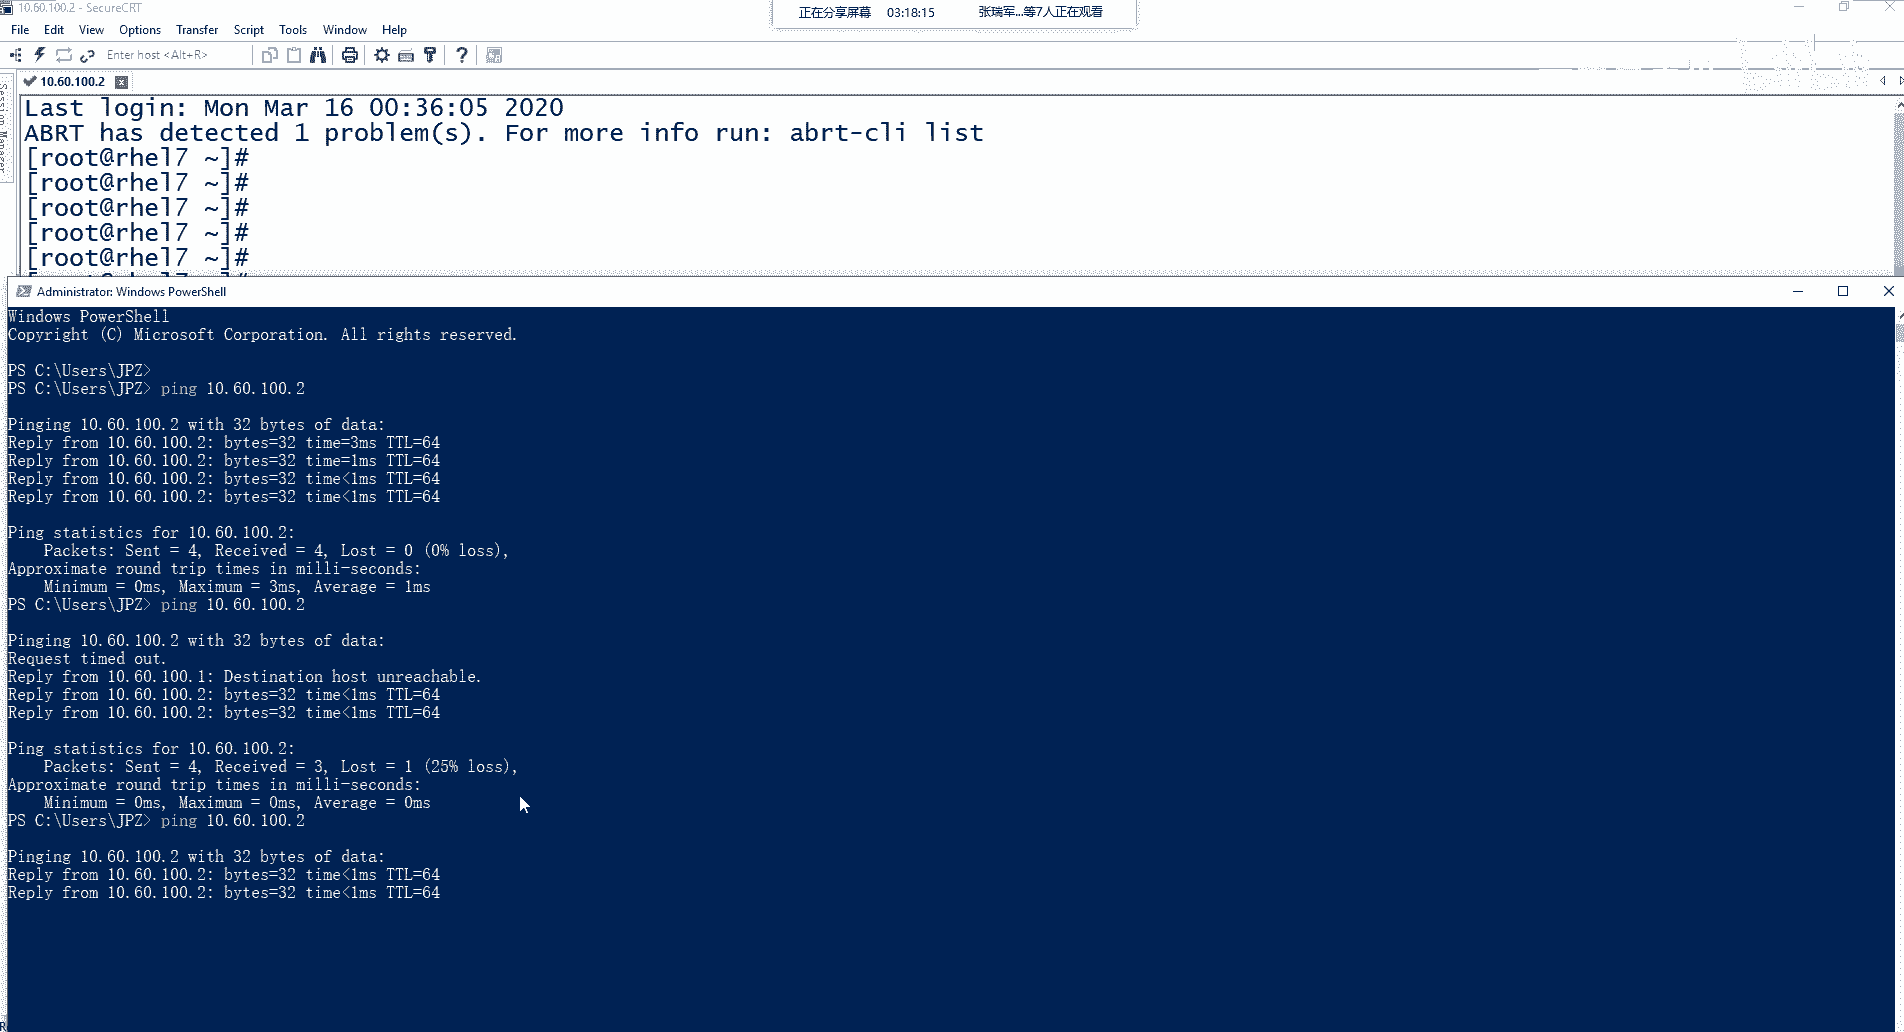 10.60.100.2 - SecureCRT
正在分享屏幕 03:18:15 张瑞军...等7人正在观看
File Edit View Options Transfer Script Tools Window Help
Enter host <Alt+R>
10.60.100.2
Session Manager
Last login: Mon Mar 16 00:36:05 2020
ABRT has detected 1 problem(s). For more info run: abrt-cli list
[root@rhel7 ~]#
[root@rhel7 ~]#
[root@rhel7 ~]#
[root@rhel7 ~]#
[root@rhel7 ~]#
Administrator: Windows PowerShell
Windows PowerShell
Copyright (C) Microsoft Corporation. All rights reserved.
PS C:\Users\JPZ>
PS C:\Users\JPZ> ping 10.60.100.2
Pinging 10.60.100.2 with 32 bytes of data:
Reply from 10.60.100.2: bytes=32 time=3ms TTL=64
Reply from 10.60.100.2: bytes=32 time=1ms TTL=64
Reply from 10.60.100.2: bytes=32 time<1ms TTL=64
Reply from 10.60.100.2: bytes=32 time<1ms TTL=64
Ping statistics for 10.60.100.2:
Packets: Sent = 4, Received = 4, Lost = 0 (0% loss),
Approximate round trip times in milli-seconds:
Minimum = 0ms, Maximum = 3ms, Average = 1ms
PS C:\Users\JPZ> ping 10.60.100.2
Pinging 10.60.100.2 with 32 bytes of data:
Request timed out.
Reply from 10.60.100.1: Destination host unreachable.
Reply from 10.60.100.2: bytes=32 time<1ms TTL=64
Reply from 10.60.100.2: bytes=32 time<1ms TTL=64
Ping statistics for 10.60.100.2:
Packets: Sent = 4, Received = 3, Lost = 1 (25% loss),
Approximate round trip times in milli-seconds:
Minimum = 0ms, Maximum = 0ms, Average = 0ms
PS C:\Users\JPZ> ping 10.60.100.2
Pinging 10.60.100.2 with 32 bytes of data:
Reply from 10.60.100.2: bytes=32 time<1ms TTL=64
Reply from 10.60.100.2: bytes=32 time<1ms TTL=64